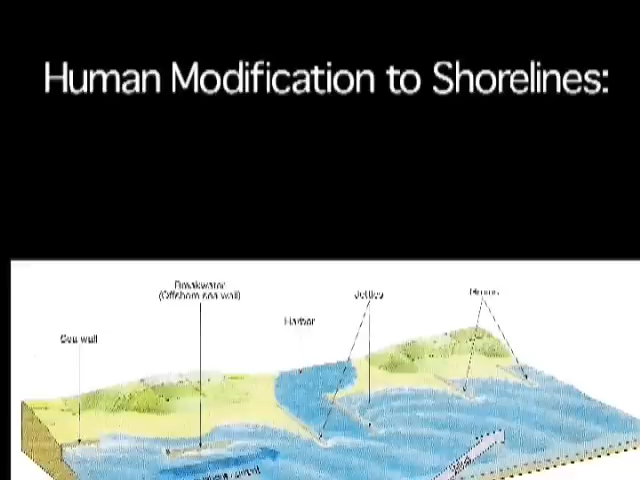 Human Modification to Shorelines:
Breakwater
(Offshore sea wall)
Jetties
Groins
Harbor
Sea wall